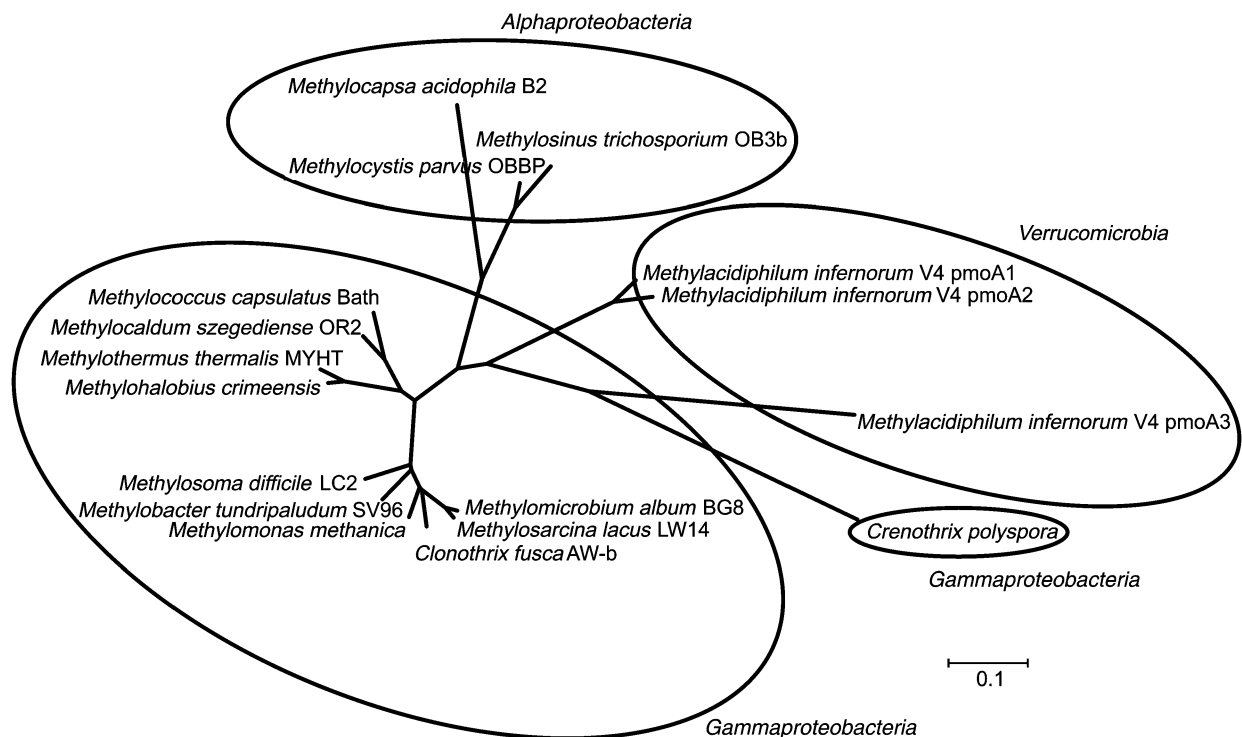 Alphaproteobacteria
Methylocapsa acidophila B2
Methylosinus trichosporium OB3b
Methylocystis parvus OBBP
Verrucomicrobia
Methylacidiphilum infernorum V4 pmoA1
Methylacidiphilum infernorum V4 pmoA2
Methylococcus capsulatus Bath
Methylocaldum szegediense OR2
Methylothermus thermalis MYHT
Methylohalobius crimeensis
Methylacidiphilum infernorum V4 pmoA3
Methylosoma difficile LC2
Methylobacter tundripaludum SV96
Methylomicrobium album BG8
Methylomonas methanica
Methylosarcina lacus LW14
Clonothrix fusca AW-b
Crenothrix polyspora
Gammaproteobacteria
0.1
Gammaproteobacteria